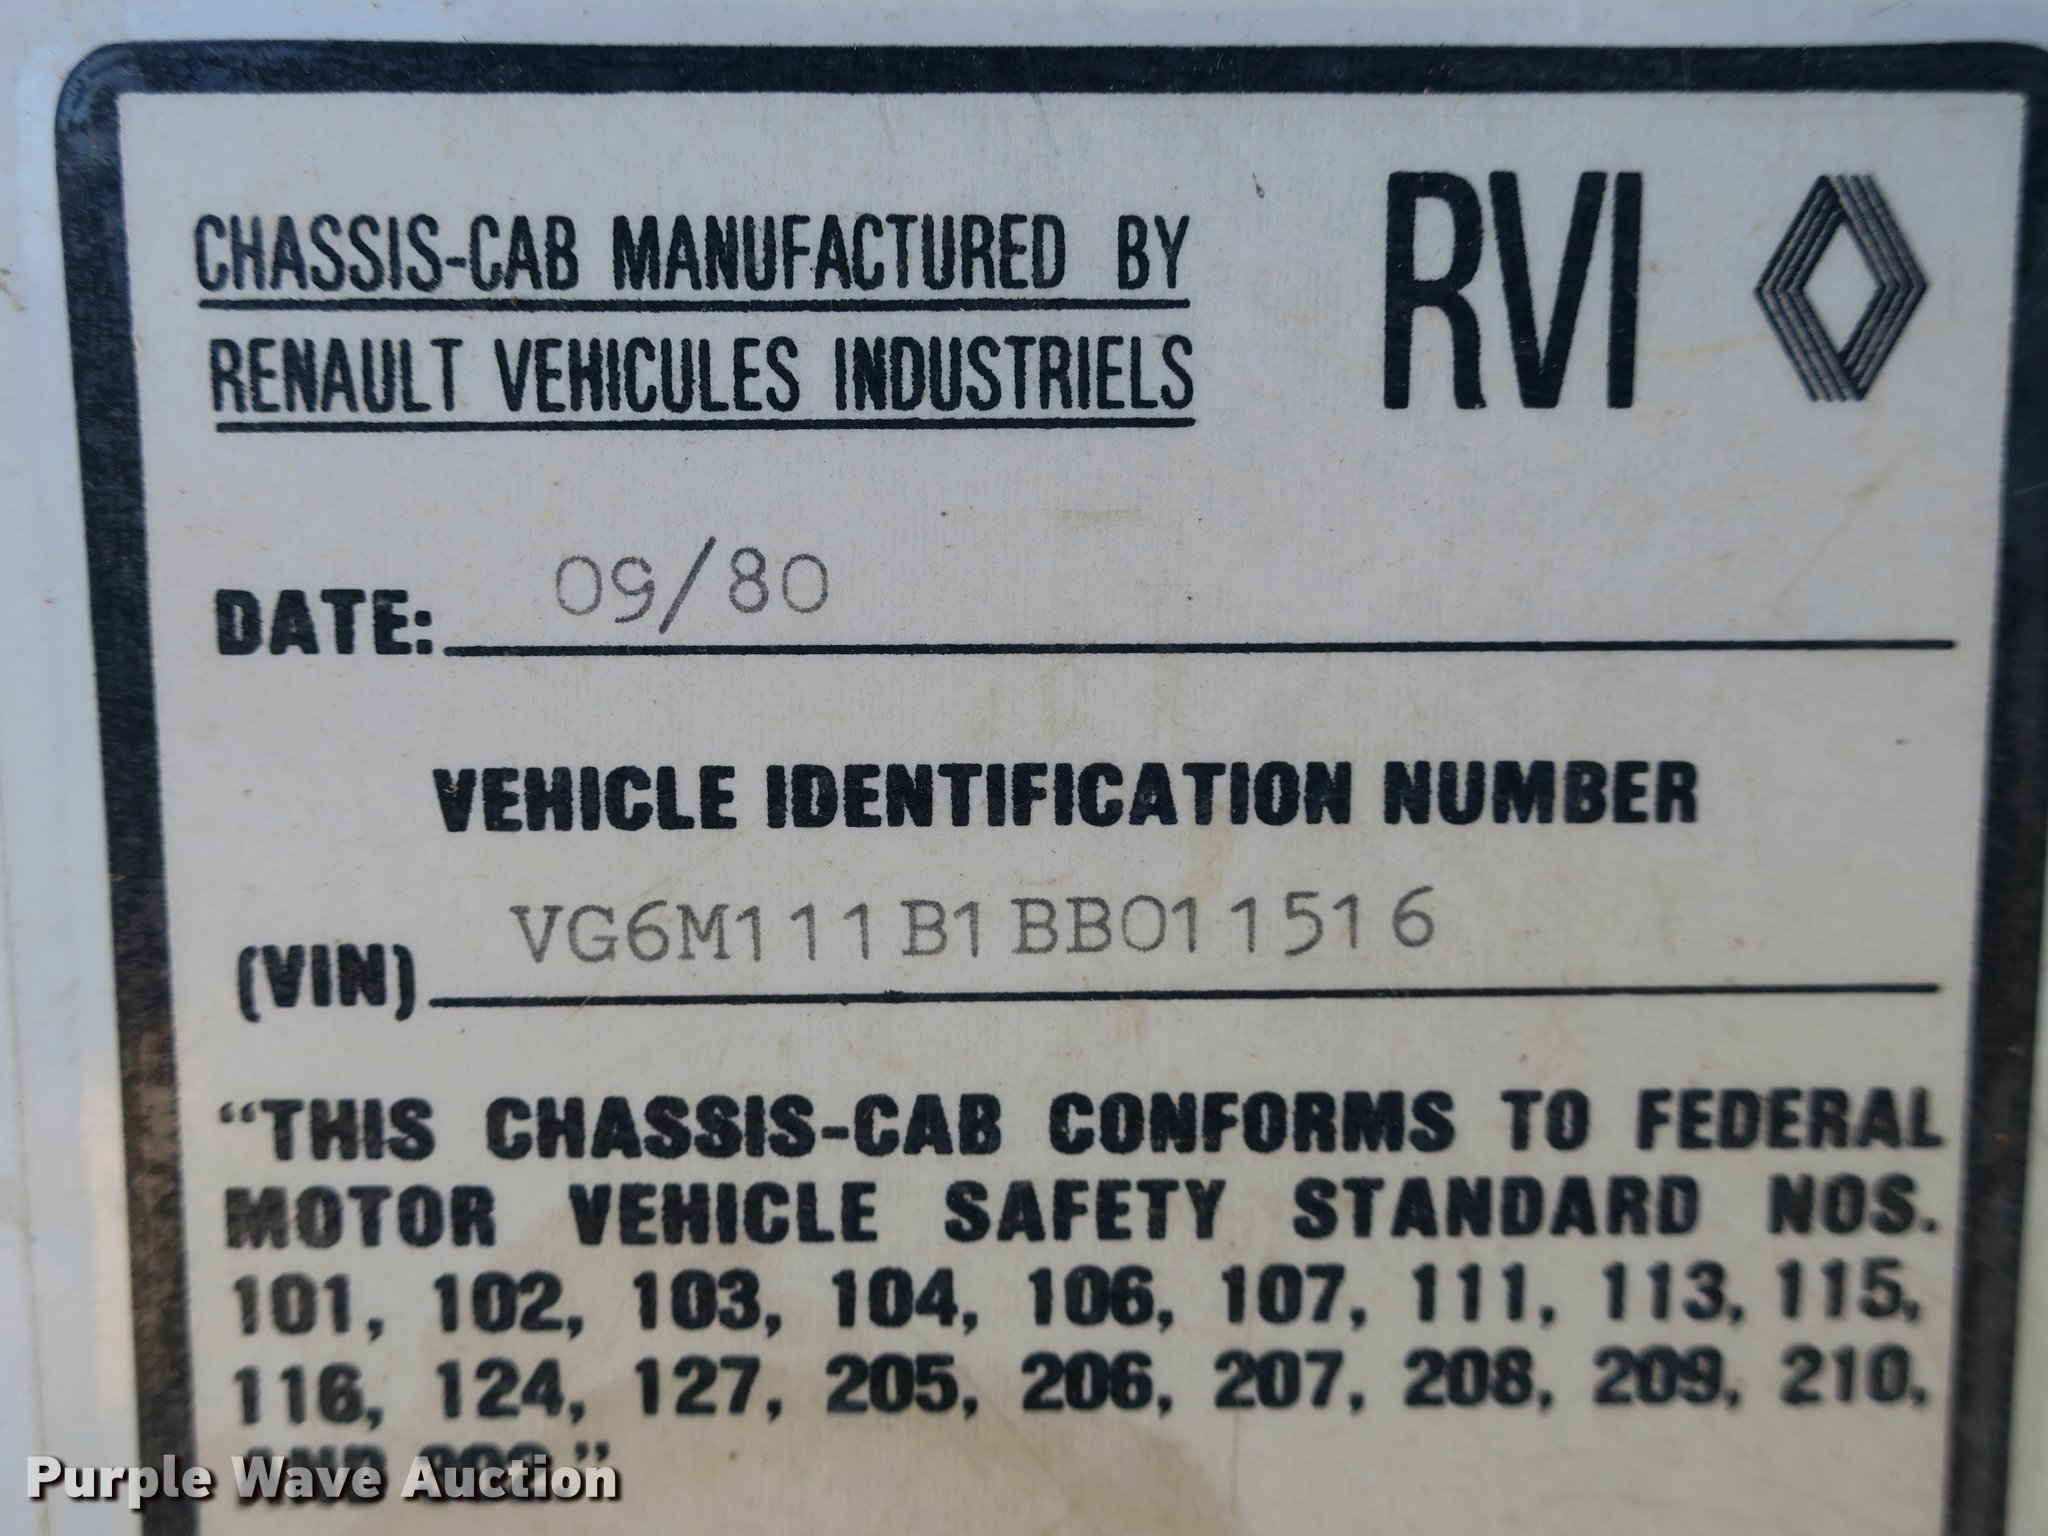 CHASSIS-CAB MANUFACTURED BY
RENAULT VEHICULES INDUSTRIELS
RVI
DATE: 09/80
VEHICLE IDENTIFICATION NUMBER
(VIN) VG6M111B1BB011516
“THIS CHASSIS-CAB CONFORMS TO FEDERAL
MOTOR VEHICLE SAFETY STANDARD NOS.
101, 102, 103, 104, 106, 107, 111, 113, 115,
116, 124, 127, 205, 206, 207, 208, 209, 210,
AND
Purple Wave Auction